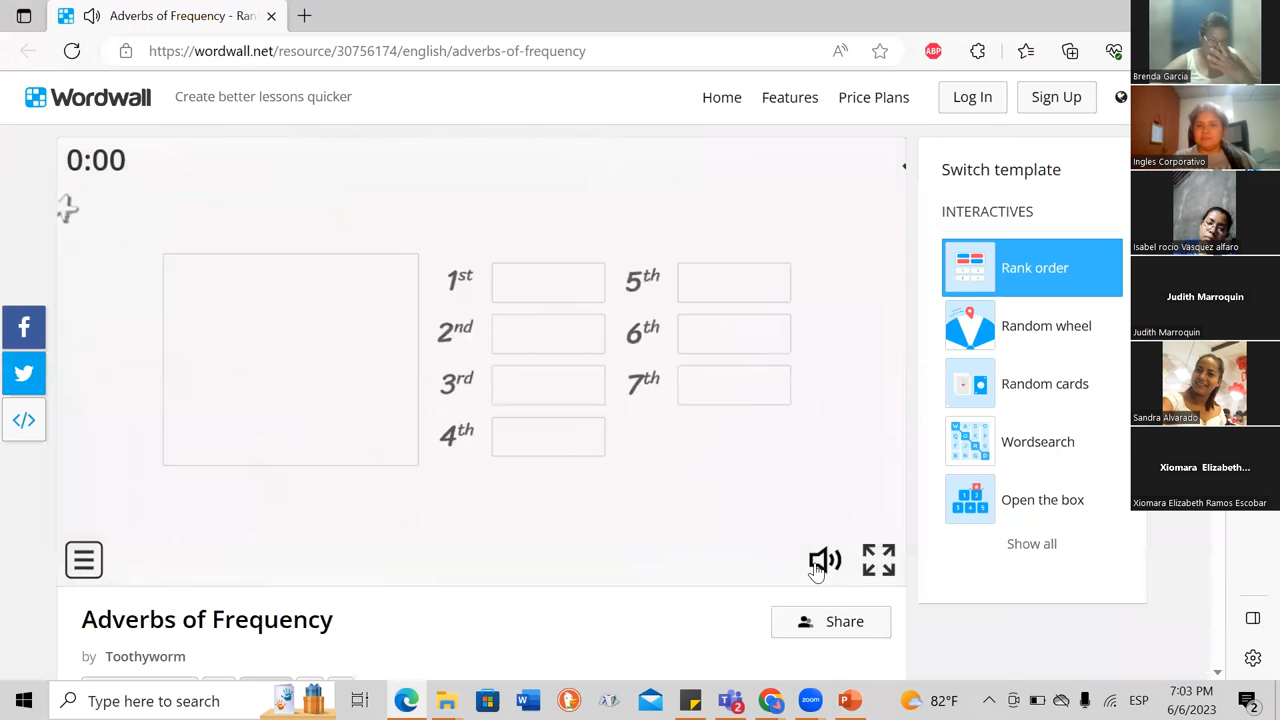 Adverbs of Frequency - Ran
https://wordwall.net/resource/30756174/english/adverbs-of-frequency
ABP
Wordwall
Create better lessons quicker
Home
Features
Price Plans
Log In
Sign Up
0:00
1st
2nd
3rd
4th
5th
6th
7th
Switch template
INTERACTIVES
Rank order
Random wheel
Random cards
Wordsearch
Open the box
Show all
Adverbs of Frequency
by Toothyworm
Share
Brenda Garcia
Ingles Corporativo
Isabel rocio Vasquez alfaro
Judith Marroquin
Judith Marroquin
Sandra Alvarado
Xiomara Elizabeth...
Xiomara Elizabeth Ramos Escobar
Type here to search
zoom
82°F
ESP
7:03 PM
6/6/2023
2